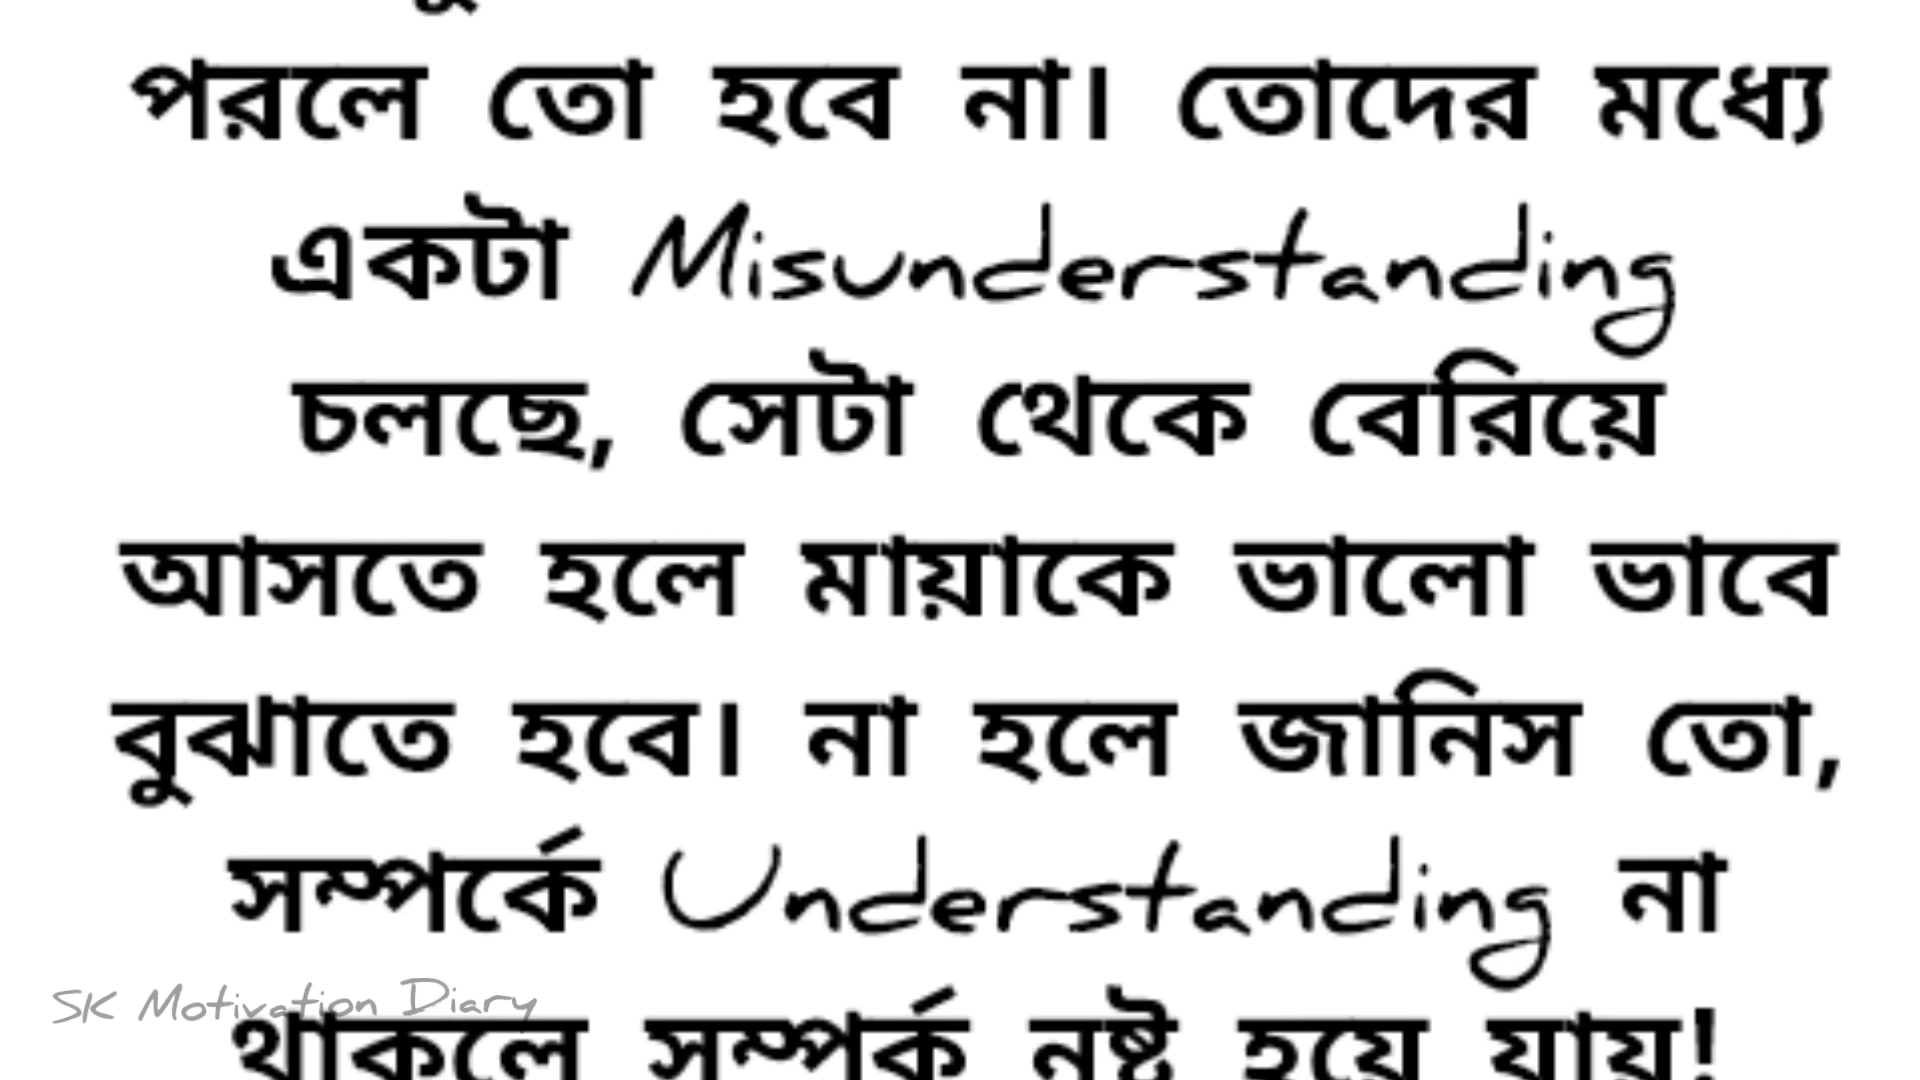 পরলে তো হবে না। তোদের মধ্যে
একটা Misunderstanding
চলছে, সেটা থেকে বেরিয়ে
আসতে হলে মায়াকে ভালো ভাবে
বুঝাতে হবে। না হলে জানিস তো,
সম্পর্কে Understanding না
থাকলে সম্পর্ক নষ্ট হয়ে যায়!
SK Motivation Diary